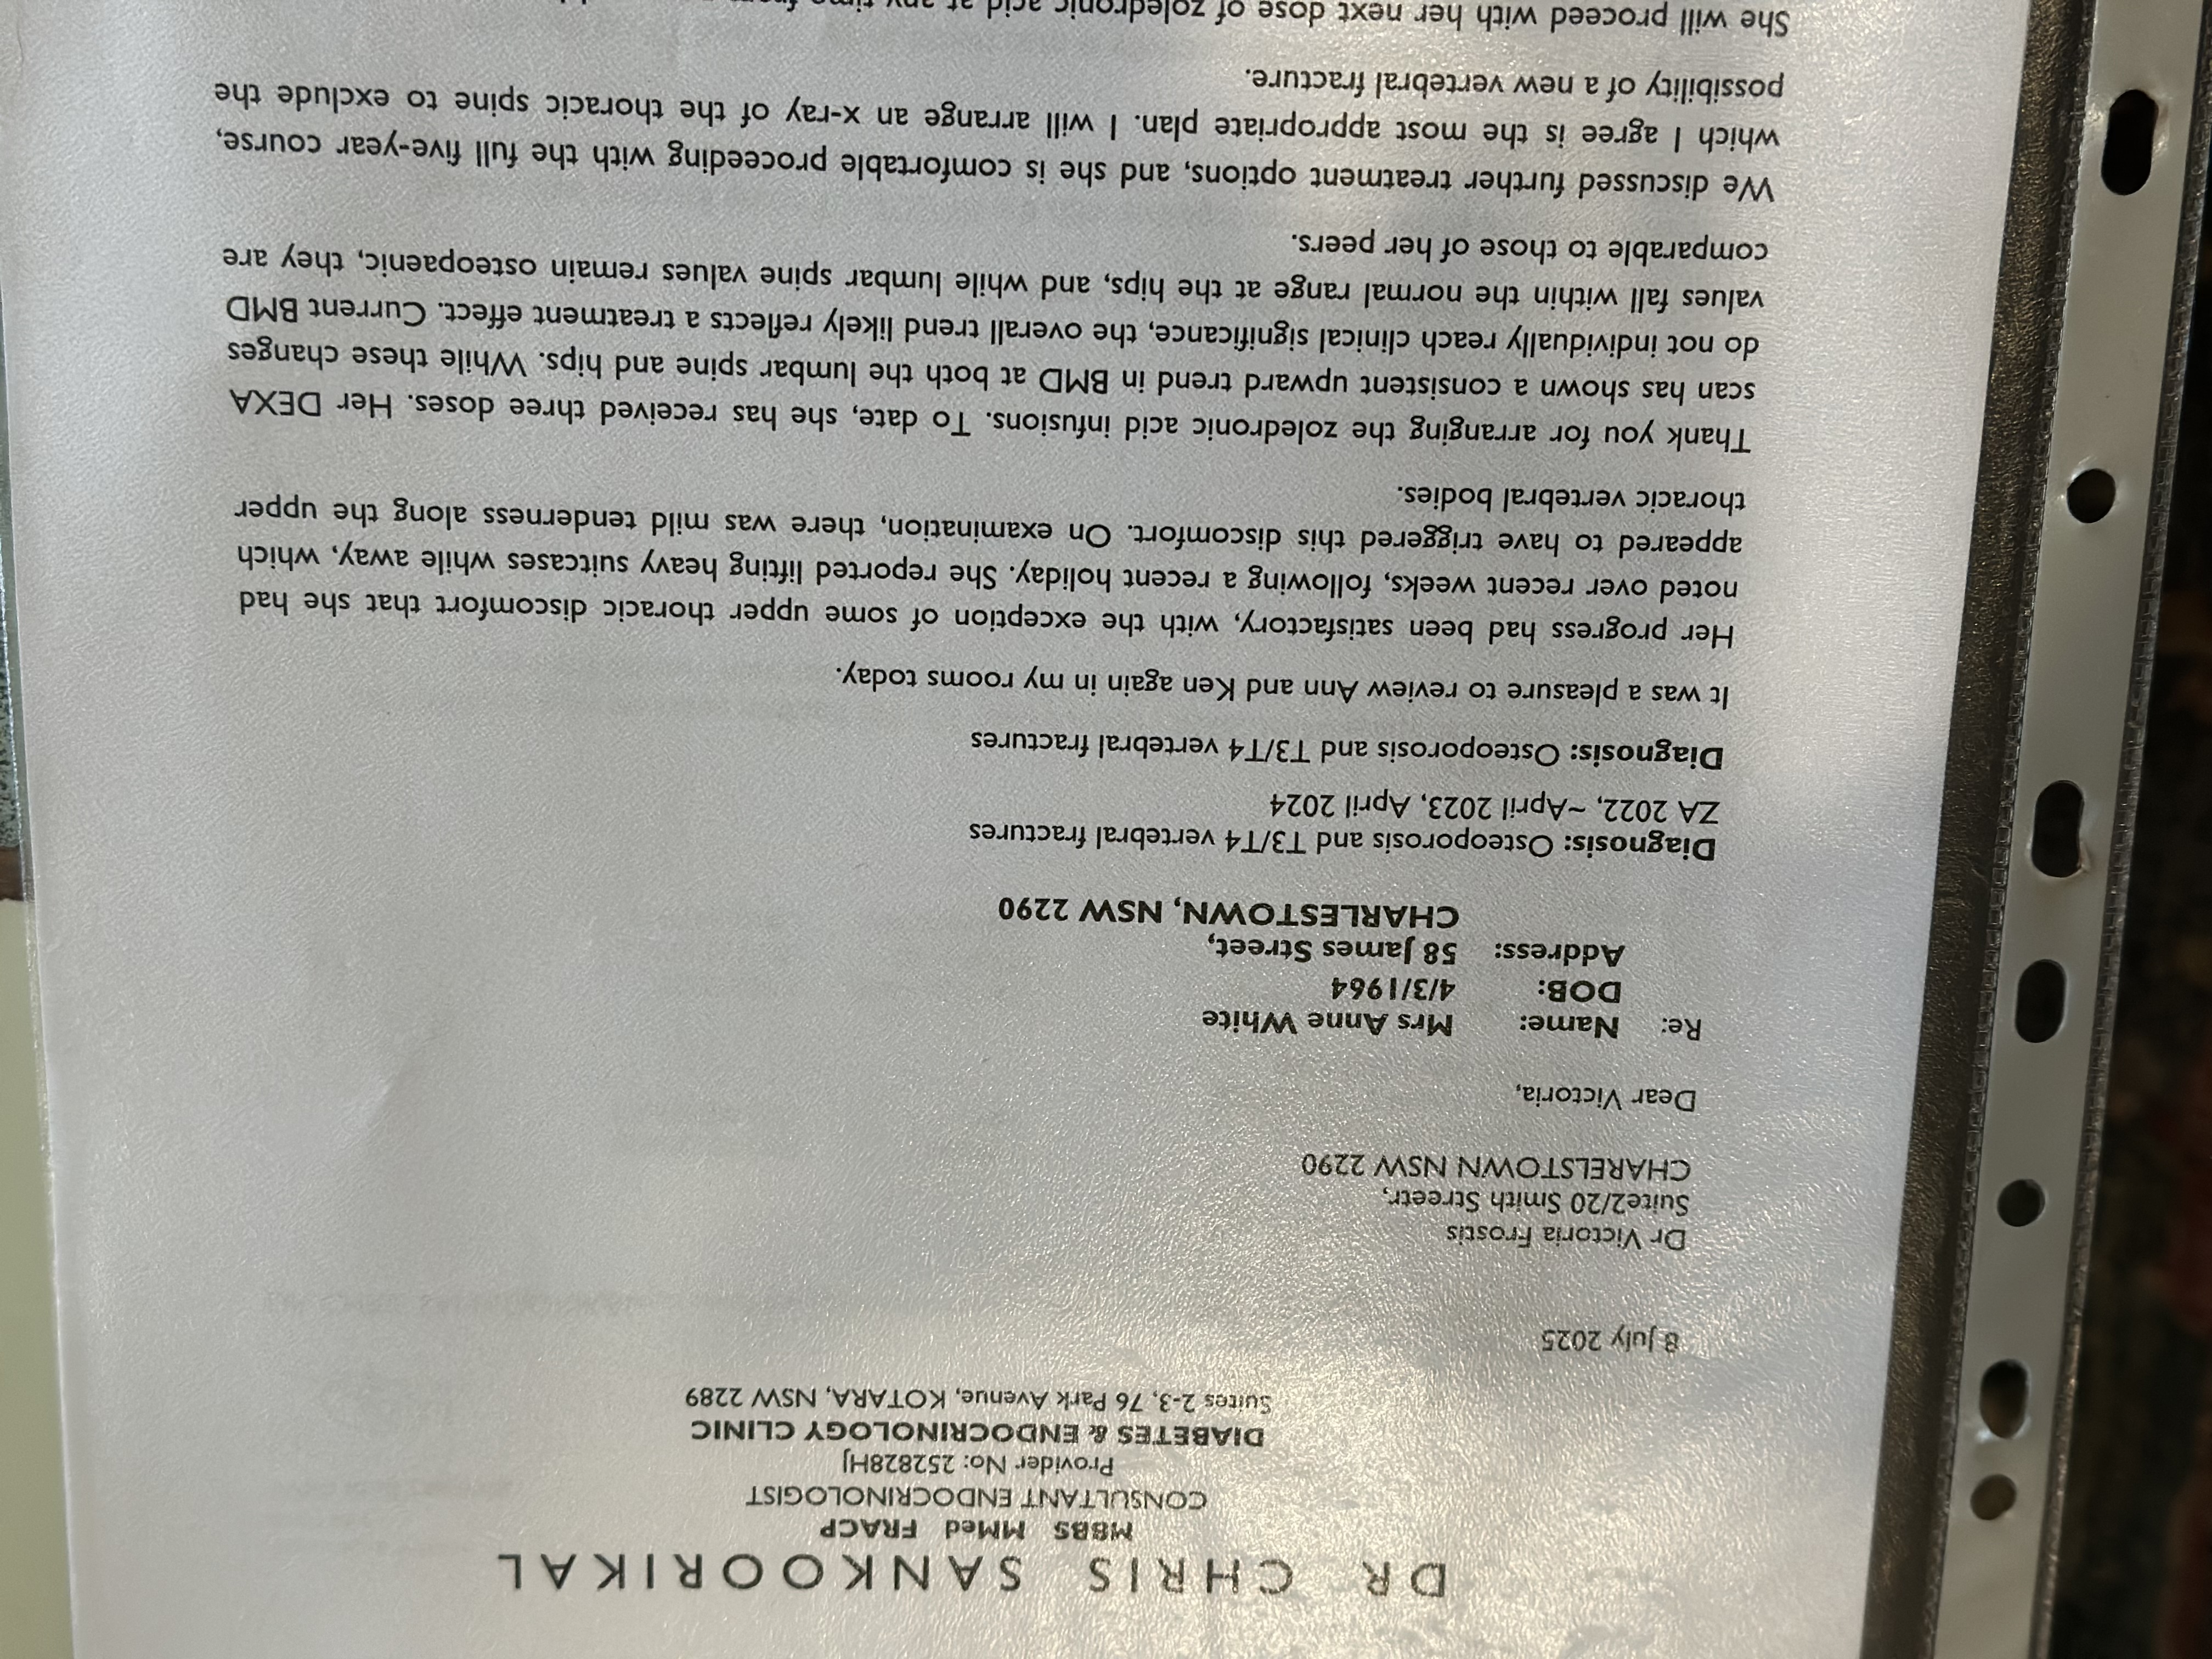 DR CHRIS SANKOORIKAL
MBBS MMed FRACP
CONSULTANT ENDOCRINOLOGIST
Provider No: 252828HJ
DIABETES & ENDOCRINOLOGY CLINIC
Suites 2-3, 76 Park Avenue, KOTARA, NSW 2289
8 July 2025
Dr Victoria Frostis
Suite2/20 Smith Streetr,
CHARELSTOWN NSW 2290
Dear Victoria,
Re: Name: Mrs Anne White
DOB: 4/3/1964
Address: 58 James Street,
CHARLESTOWN, NSW 2290
Diagnosis: Osteoporosis and T3/T4 vertebral fractures
ZA 2022, ~April 2023, April 2024
Diagnosis: Osteoporosis and T3/T4 vertebral fractures
It was a pleasure to review Ann and Ken again in my rooms today.
Her progress had been satisfactory, with the exception of some upper thoracic discomfort that she had
noted over recent weeks, following a recent holiday. She reported lifting heavy suitcases while away, which
appeared to have triggered this discomfort. On examination, there was mild tenderness along the upper
thoracic vertebral bodies.
Thank you for arranging the zoledronic acid infusions. To date, she has received three doses. Her DEXA
scan has shown a consistent upward trend in BMD at both the lumbar spine and hips. While these changes
do not individually reach clinical significance, the overall trend likely reflects a treatment effect. Current BMD
values fall within the normal range at the hips, and while lumbar spine values remain osteopaenic, they are
comparable to those of her peers.
We discussed further treatment options, and she is comfortable proceeding with the full five-year course,
which I agree is the most appropriate plan. I will arrange an x-ray of the thoracic spine to exclude the
possibility of a new vertebral fracture.
She will proceed with her next dose of zoledronic acid at any time from